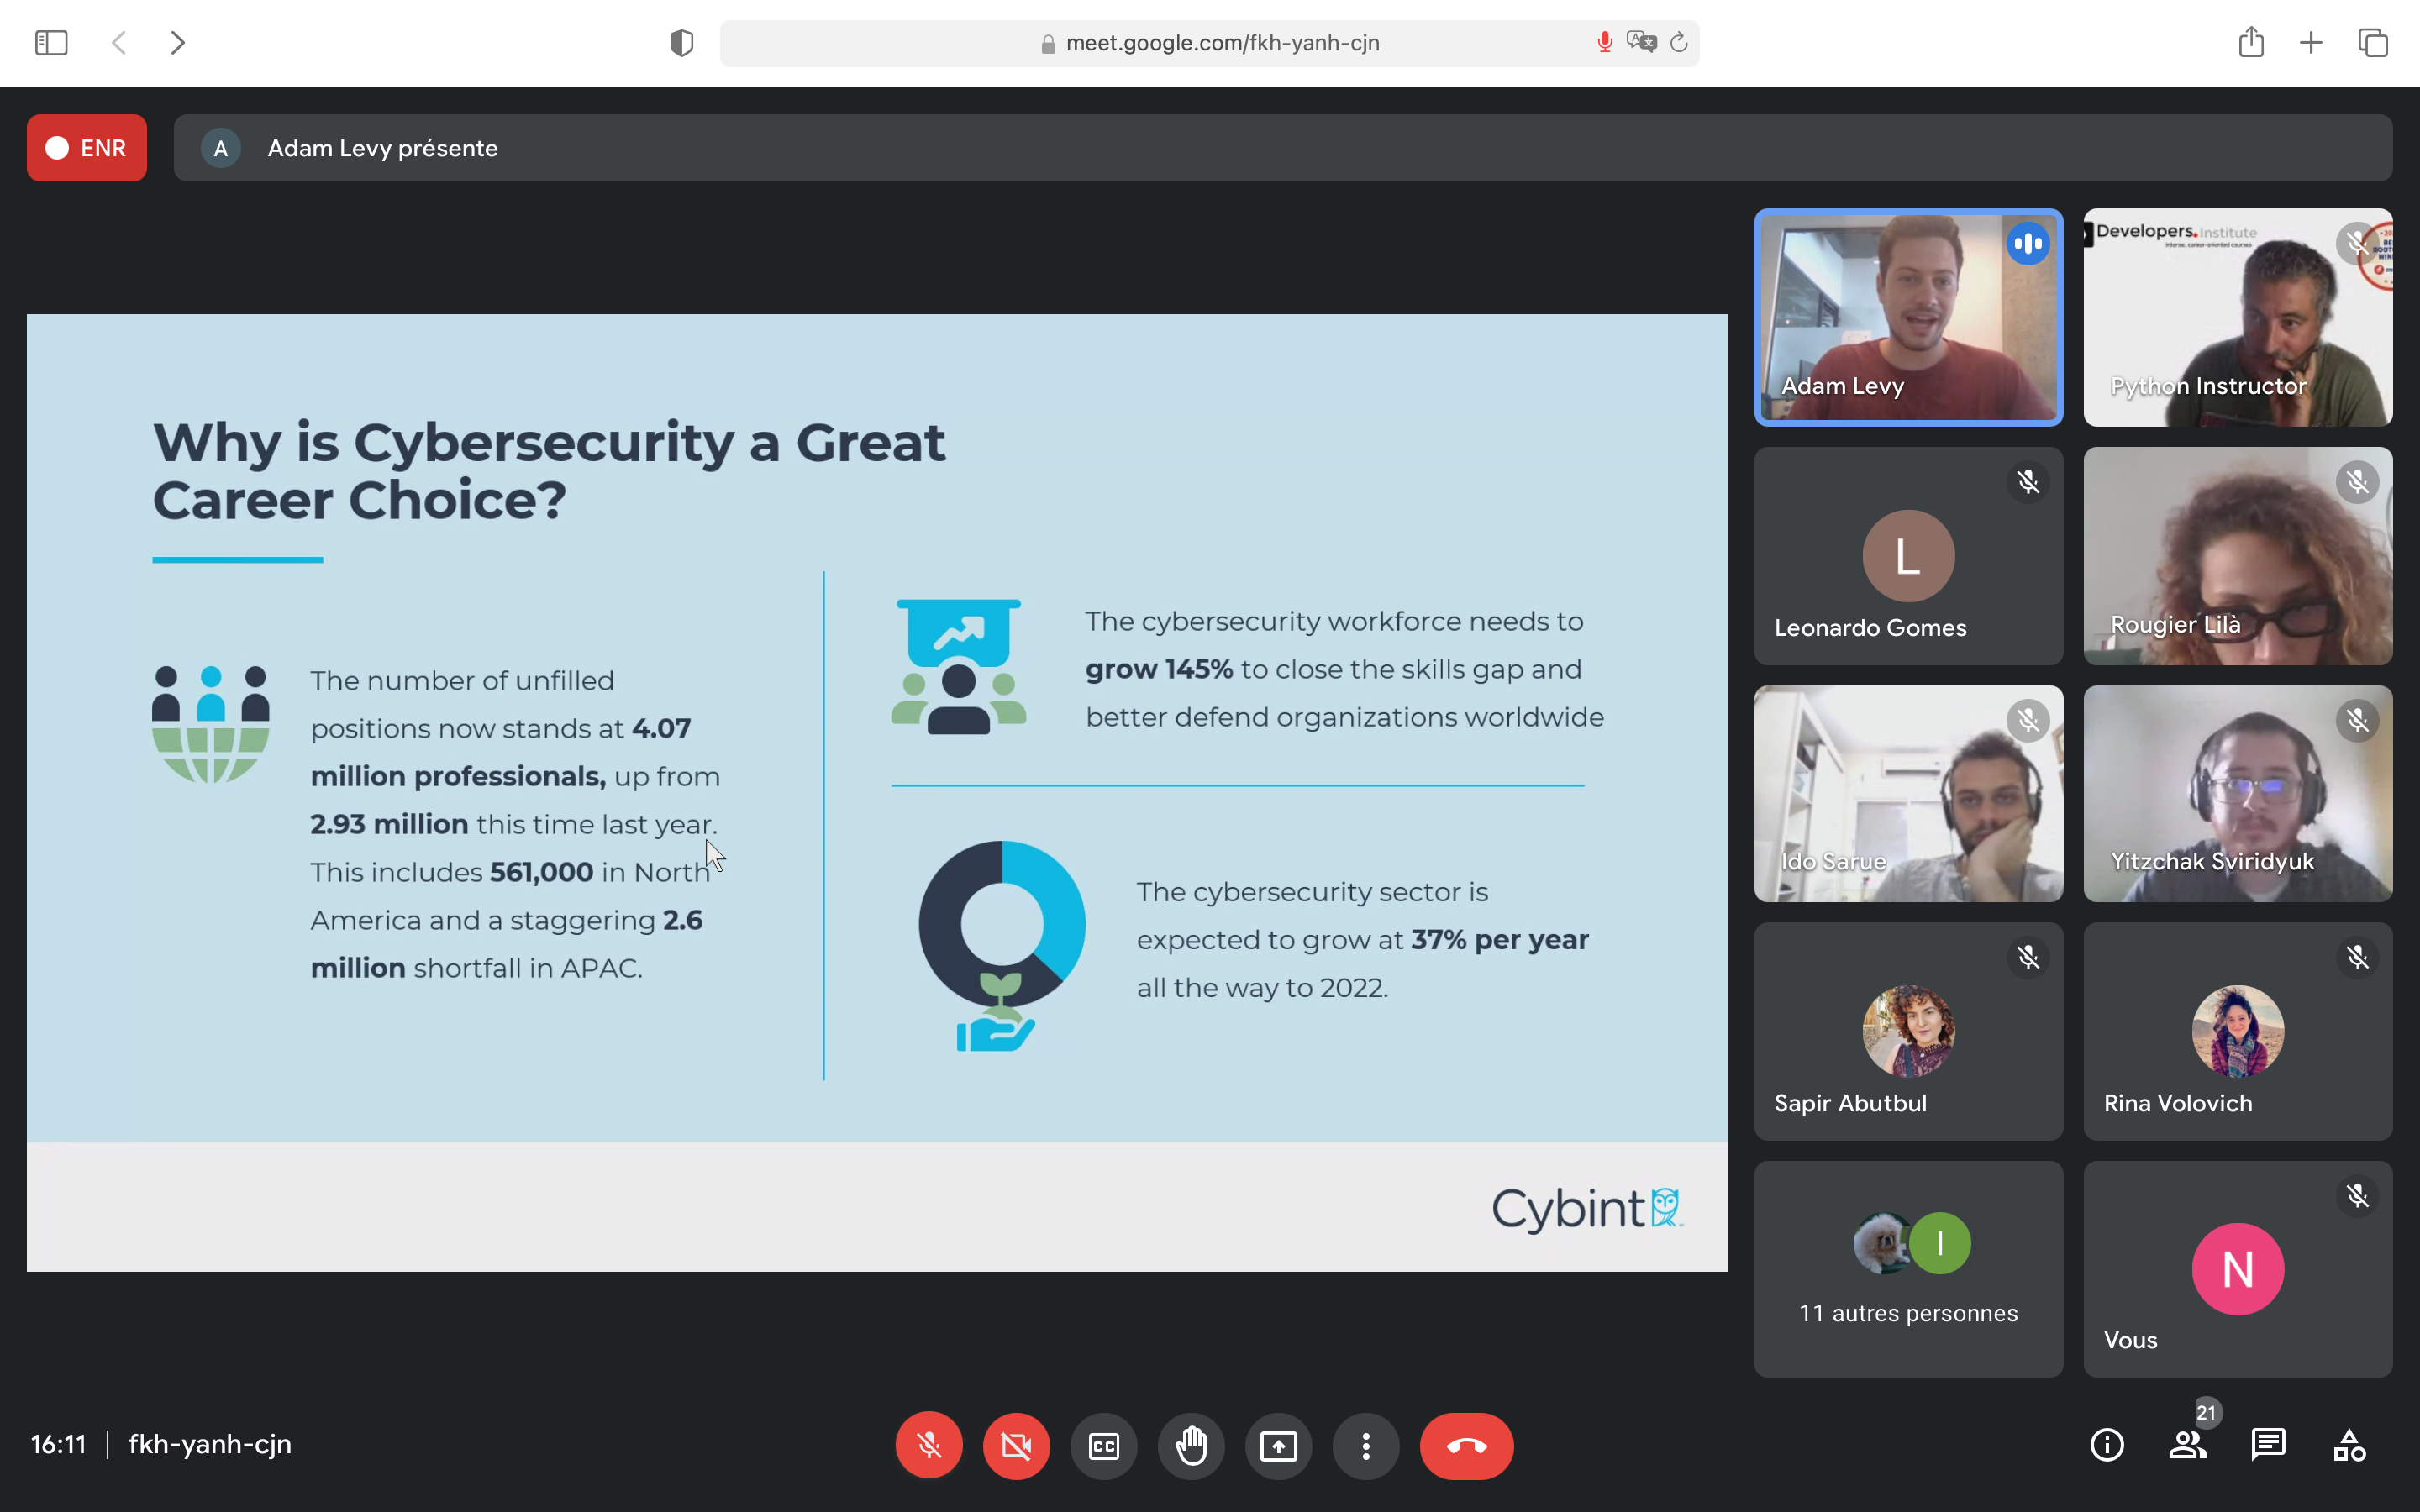 meet.google.com/fkh-yanh-cjn
ENR
A
Adam Levy présente
Why is Cybersecurity a Great
Career Choice?
The number of unfilled
positions now stands at 4.07
million professionals, up from
2.93 million this time last year.
This includes 561,000 in North
America and a staggering 2.6
million shortfall in APAC.
The cybersecurity workforce needs to
grow 145% to close the skills gap and
better defend organizations worldwide
The cybersecurity sector is
expected to grow at 37% per year
all the way to 2022.
Cybint
Adam Levy
Developers.Institute
Intense, career-oriented courses
Python Instructor
L
Leonardo Gomes
Rougier Lilà
Ido Sarue
Yitzchak Sviridyuk
Sapir Abutbul
Rina Volovich
I
11 autres personnes
N
Vous
16:11
fkh-yanh-cjn
CC
21